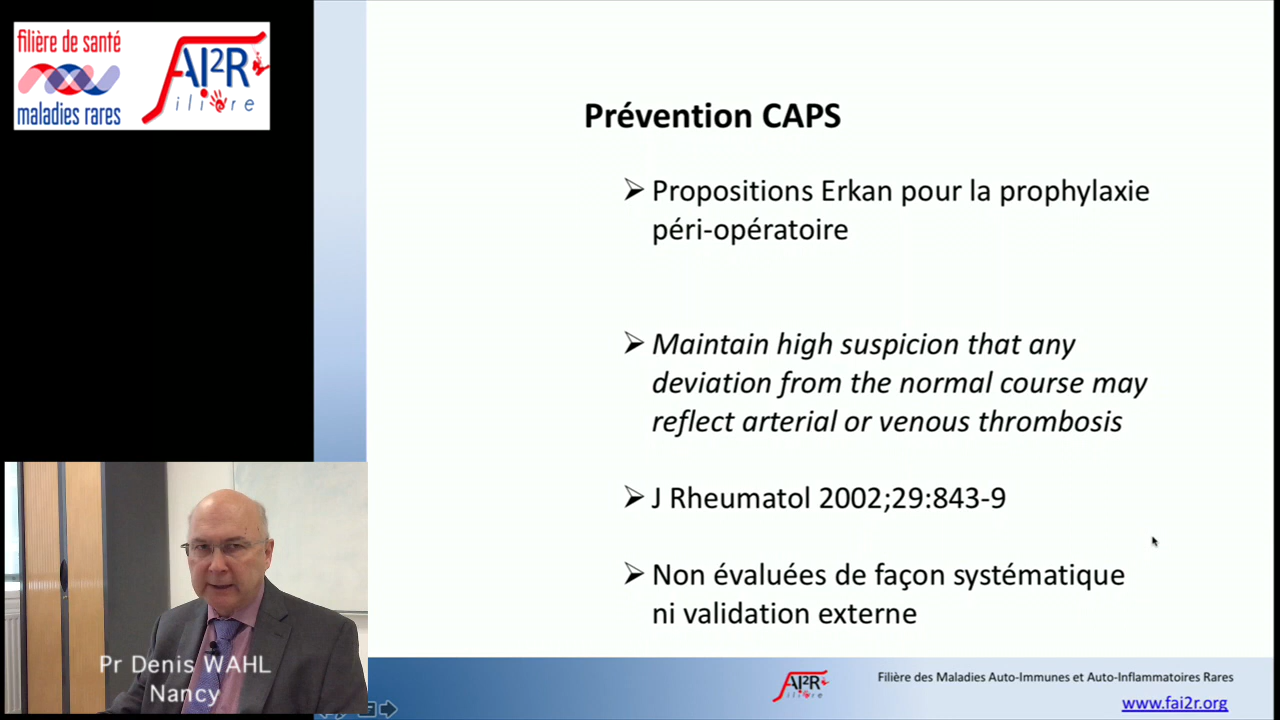 filière de santé
maladies rares
FAI2R
filière
Prévention CAPS
Propositions Erkan pour la prophylaxie
péri-opératoire
Maintain high suspicion that any
deviation from the normal course may
reflect arterial or venous thrombosis
J Rheumatol 2002;29:843-9
Non évaluées de façon systématique
ni validation externe
Pr Denis WAHL
Nancy
FAI2R
Filière des Maladies Auto-Immunes et Auto-Inflammatoires Rares
www.fai2r.org